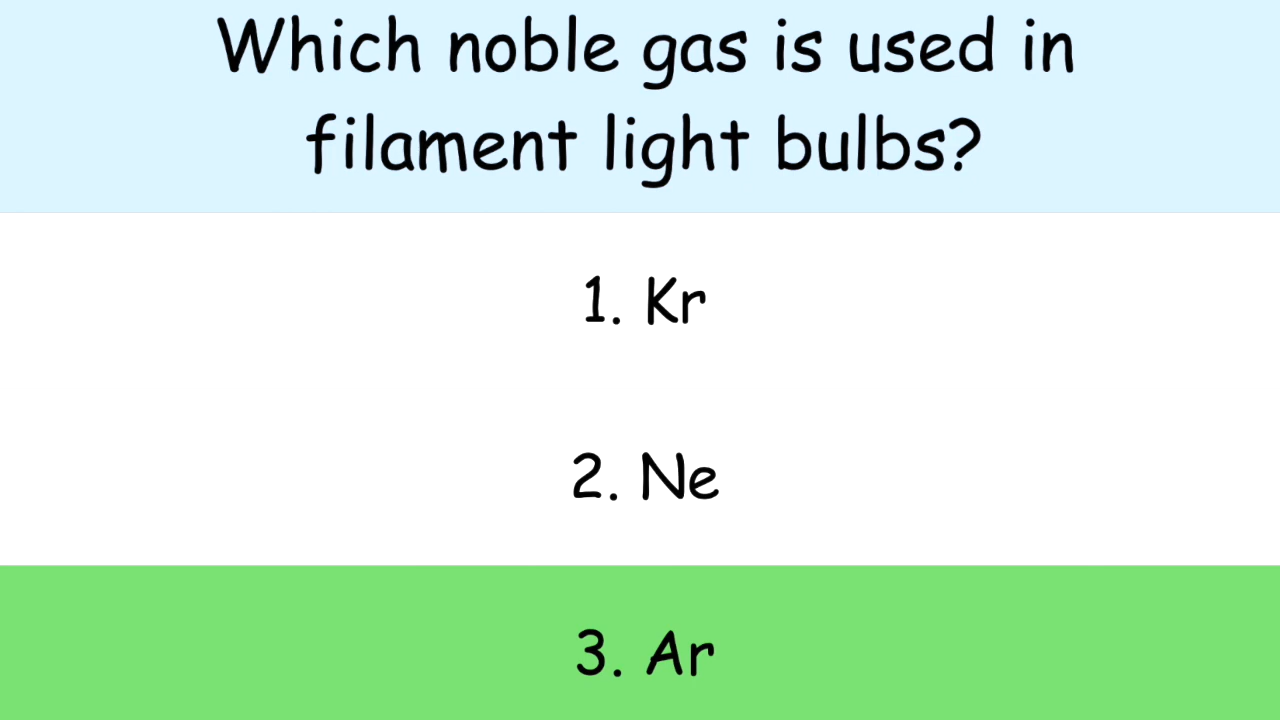 Which noble gas is used in
filament light bulbs?
1. Kr
2. Ne
3. Ar